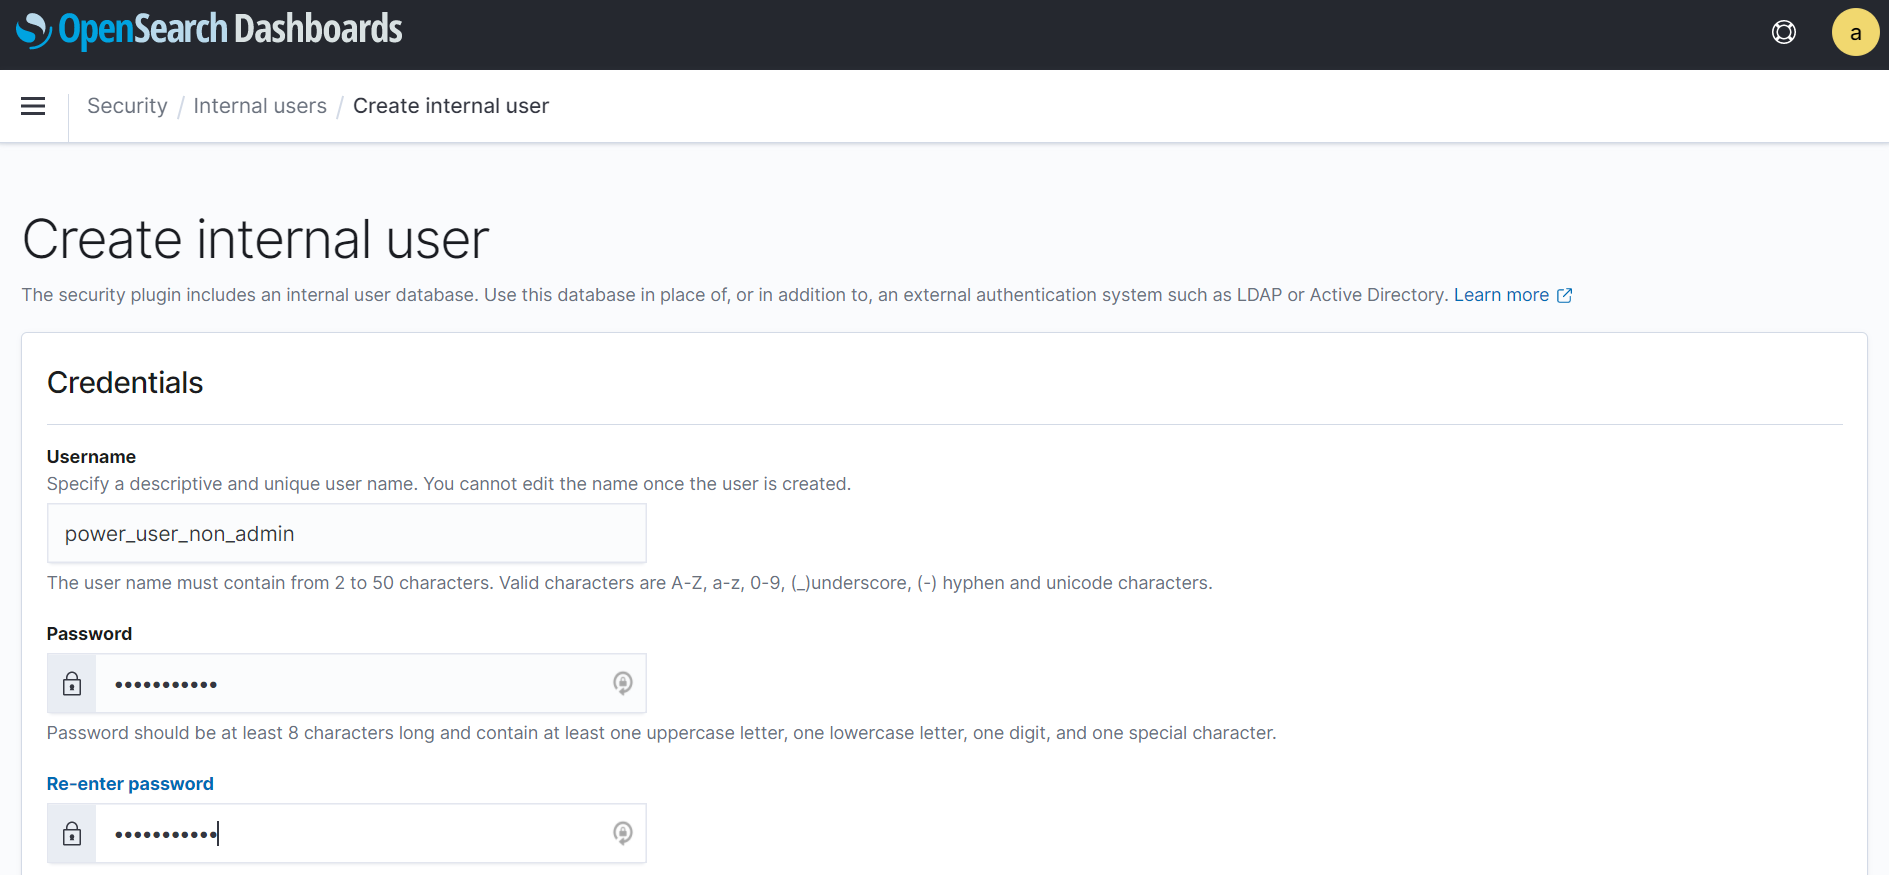 OpenSearch Dashboards
a
Security / Internal users / Create internal user
Create internal user
The security plugin includes an internal user database. Use this database in place of, or in addition to, an external authentication system such as LDAP or Active Directory. Learn more
Credentials
Username
Specify a descriptive and unique user name. You cannot edit the name once the user is created.
power_user_non_admin
The user name must contain from 2 to 50 characters. Valid characters are A-Z, a-z, 0-9, (_)underscore, (-) hyphen and unicode characters.
Password
•••••••••••
Password should be at least 8 characters long and contain at least one uppercase letter, one lowercase letter, one digit, and one special character.
Re-enter password
•••••••••••